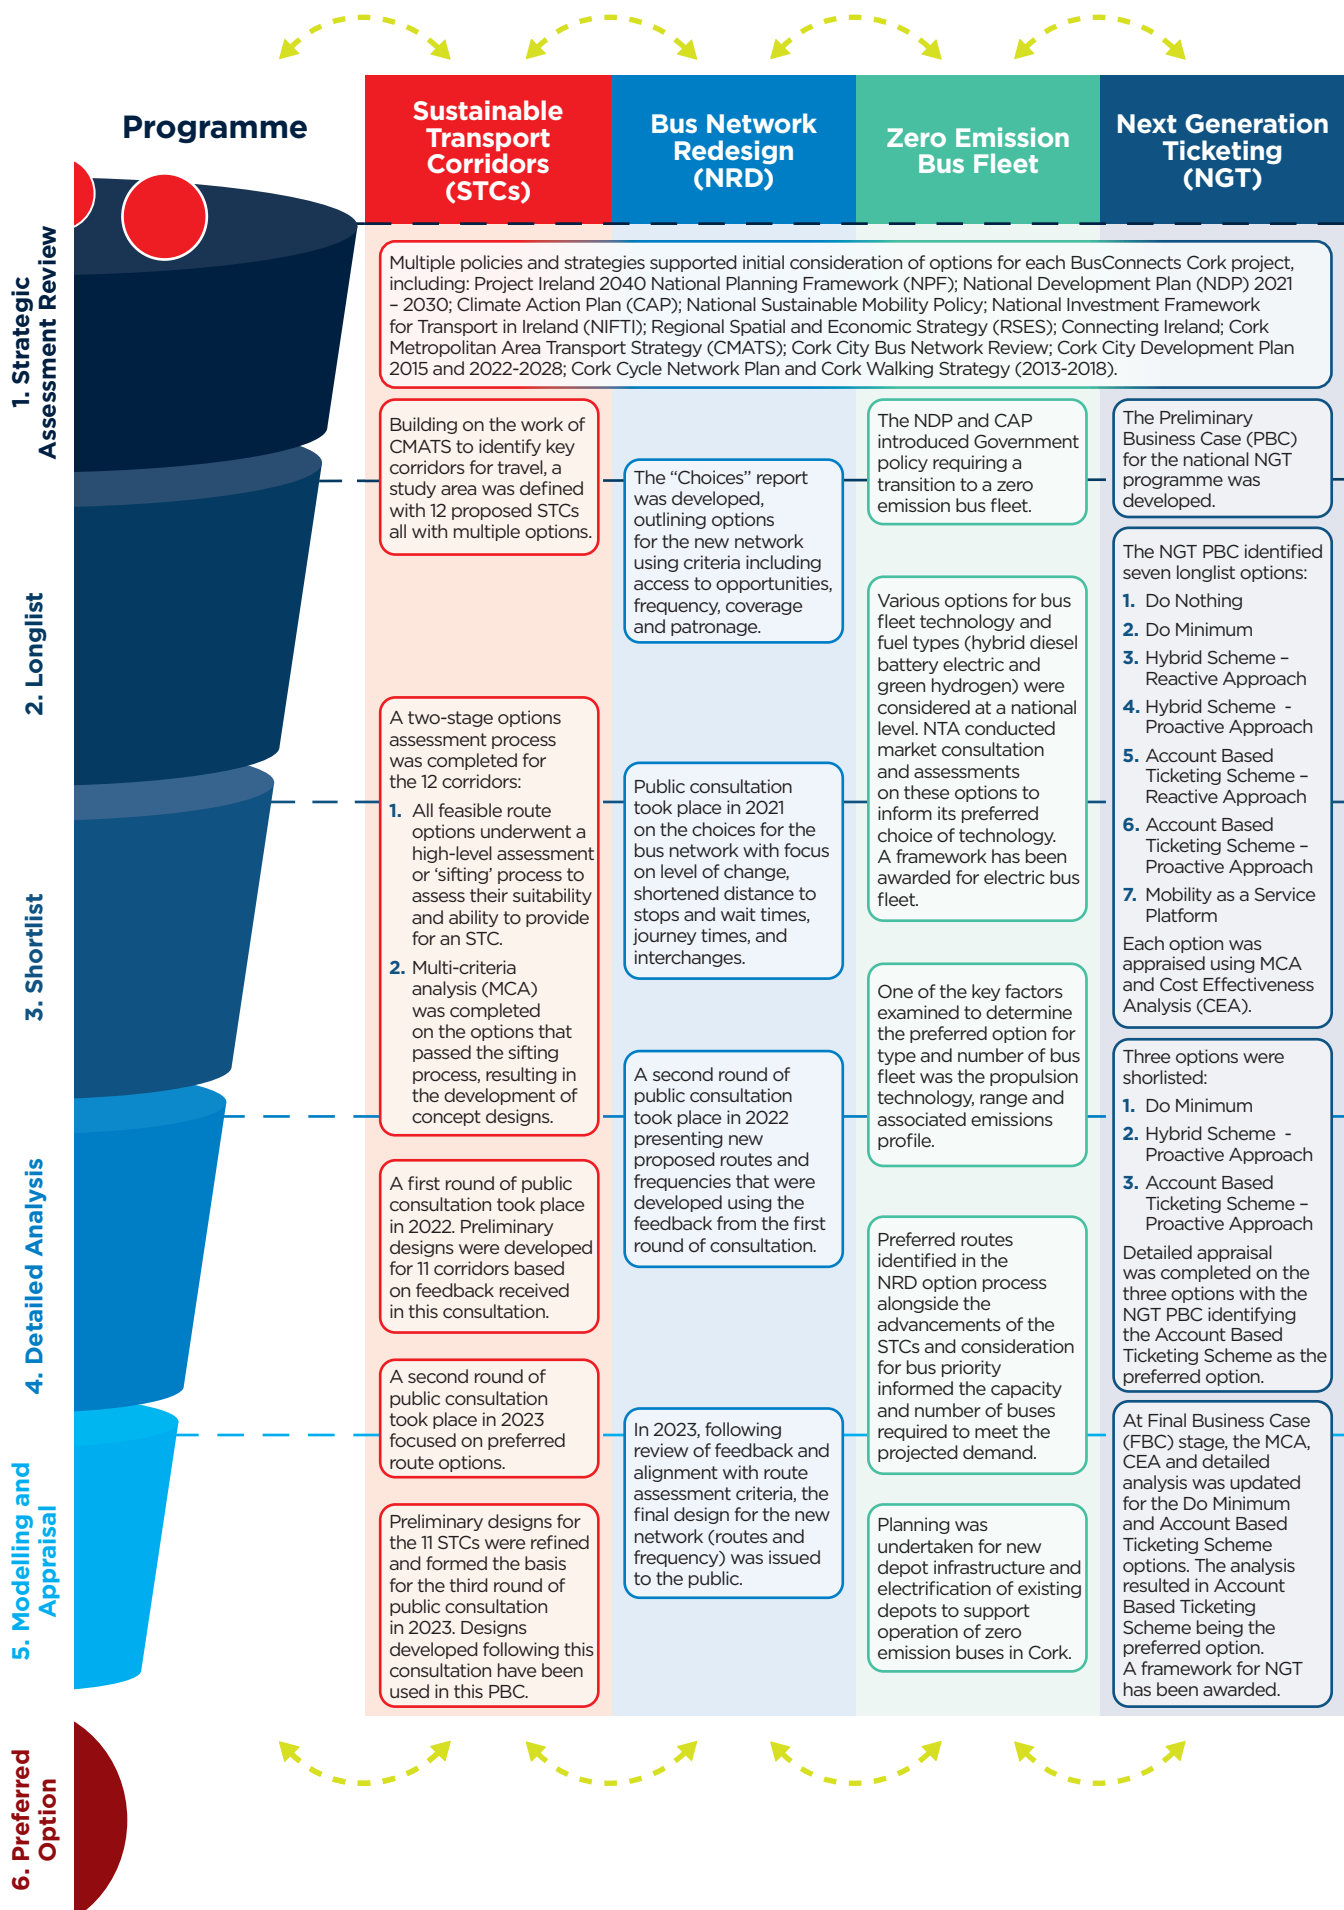 Programme
Sustainable
Transport
Corridors
(STCs)
Bus Network
Redesign
(NRD)
Zero Emission
Bus Fleet
Next Generation
Ticketing
(NGT)
1. Strategic
Assessment Review
2. Longlist
3. Shortlist
4. Detailed Analysis
5. Modelling and
Appraisal
6. Preferred
Option
Multiple policies and strategies supported initial consideration of options for each BusConnects Cork project,
including: Project Ireland 2040 National Planning Framework (NPF); National Development Plan (NDP) 2021
– 2030; Climate Action Plan (CAP); National Sustainable Mobility Policy; National Investment Framework
for Transport in Ireland (NIFTI); Regional Spatial and Economic Strategy (RSES); Connecting Ireland; Cork
Metropolitan Area Transport Strategy (CMATS); Cork City Bus Network Review; Cork City Development Plan
2015 and 2022-2028; Cork Cycle Network Plan and Cork Walking Strategy (2013-2018).
Building on the work of
CMATS to identify key
corridors for travel, a
study area was defined
with 12 proposed STCs
all with multiple options.
A two-stage options
assessment process
was completed for
the 12 corridors:
1. All feasible route
options underwent a
high-level assessment
or ‘sifting’ process to
assess their suitability
and ability to provide
for an STC.
2. Multi-criteria
analysis (MCA)
was completed
on the options that
passed the sifting
process, resulting in
the development of
concept designs.
A first round of public
consultation took place
in 2022. Preliminary
designs were developed
for 11 corridors based
on feedback received
in this consultation.
A second round of
public consultation
took place in 2023
focused on preferred
route options.
Preliminary designs for
the 11 STCs were refined
and formed the basis
for the third round of
public consultation
in 2023. Designs
developed following this
consultation have been
used in this PBC.
The “Choices” report
was developed,
outlining options
for the new network
using criteria including
access to opportunities,
frequency, coverage
and patronage.
Public consultation
took place in 2021
on the choices for the
bus network with focus
on level of change,
shortened distance to
stops and wait times,
journey times, and
interchanges.
A second round of
public consultation
took place in 2022
presenting new
proposed routes and
frequencies that were
developed using the
feedback from the first
round of consultation.
In 2023, following
review of feedback and
alignment with route
assessment criteria, the
final design for the new
network (routes and
frequency) was issued
to the public.
The NDP and CAP
introduced Government
policy requiring a
transition to a zero
emission bus fleet.
Various options for bus
fleet technology and
fuel types (hybrid diesel
battery electric and
green hydrogen) were
considered at a national
level. NTA conducted
market consultation
and assessments
on these options to
inform its preferred
choice of technology.
A framework has been
awarded for electric bus
fleet.
One of the key factors
examined to determine
the preferred option for
type and number of bus
fleet was the propulsion
technology, range and
associated emissions
profile.
Preferred routes
identified in the
NRD option process
alongside the
advancements of the
STCs and consideration
for bus priority
informed the capacity
and number of buses
required to meet the
projected demand.
Planning was
undertaken for new
depot infrastructure and
electrification of existing
depots to support
operation of zero
emission buses in Cork.
The Preliminary
Business Case (PBC)
for the national NGT
programme was
developed.
The NGT PBC identified
seven longlist options:
1. Do Nothing
2. Do Minimum
3. Hybrid Scheme –
Reactive Approach
4. Hybrid Scheme -
Proactive Approach
5. Account Based
Ticketing Scheme –
Reactive Approach
6. Account Based
Ticketing Scheme –
Proactive Approach
7. Mobility as a Service
Platform
Each option was
appraised using MCA
and Cost Effectiveness
Analysis (CEA).
Three options were
shortlisted:
1. Do Minimum
2. Hybrid Scheme -
Proactive Approach
3. Account Based
Ticketing Scheme –
Proactive Approach
Detailed appraisal
was completed on the
three options with the
NGT PBC identifying
the Account Based
Ticketing Scheme as the
preferred option.
At Final Business Case
(FBC) stage, the MCA,
CEA and detailed
analysis was updated
for the Do Minimum
and Account Based
Ticketing Scheme
options. The analysis
resulted in Account
Based Ticketing
Scheme being the
preferred option.
A framework for NGT
has been awarded.